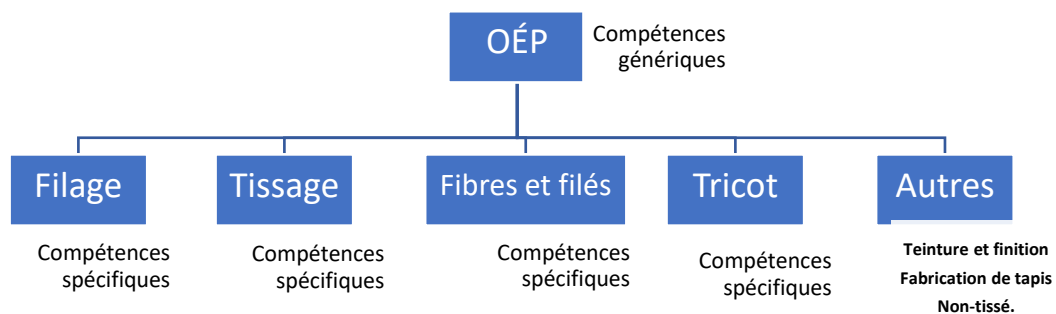 OÉP
Compétences
génériques
Filage
Tissage
Fibres et filés
Tricot
Autres
Compétences
spécifiques
Compétences
spécifiques
Compétences
spécifiques
Compétences
spécifiques
Teinture et finition
Fabrication de tapis
Non-tissé.